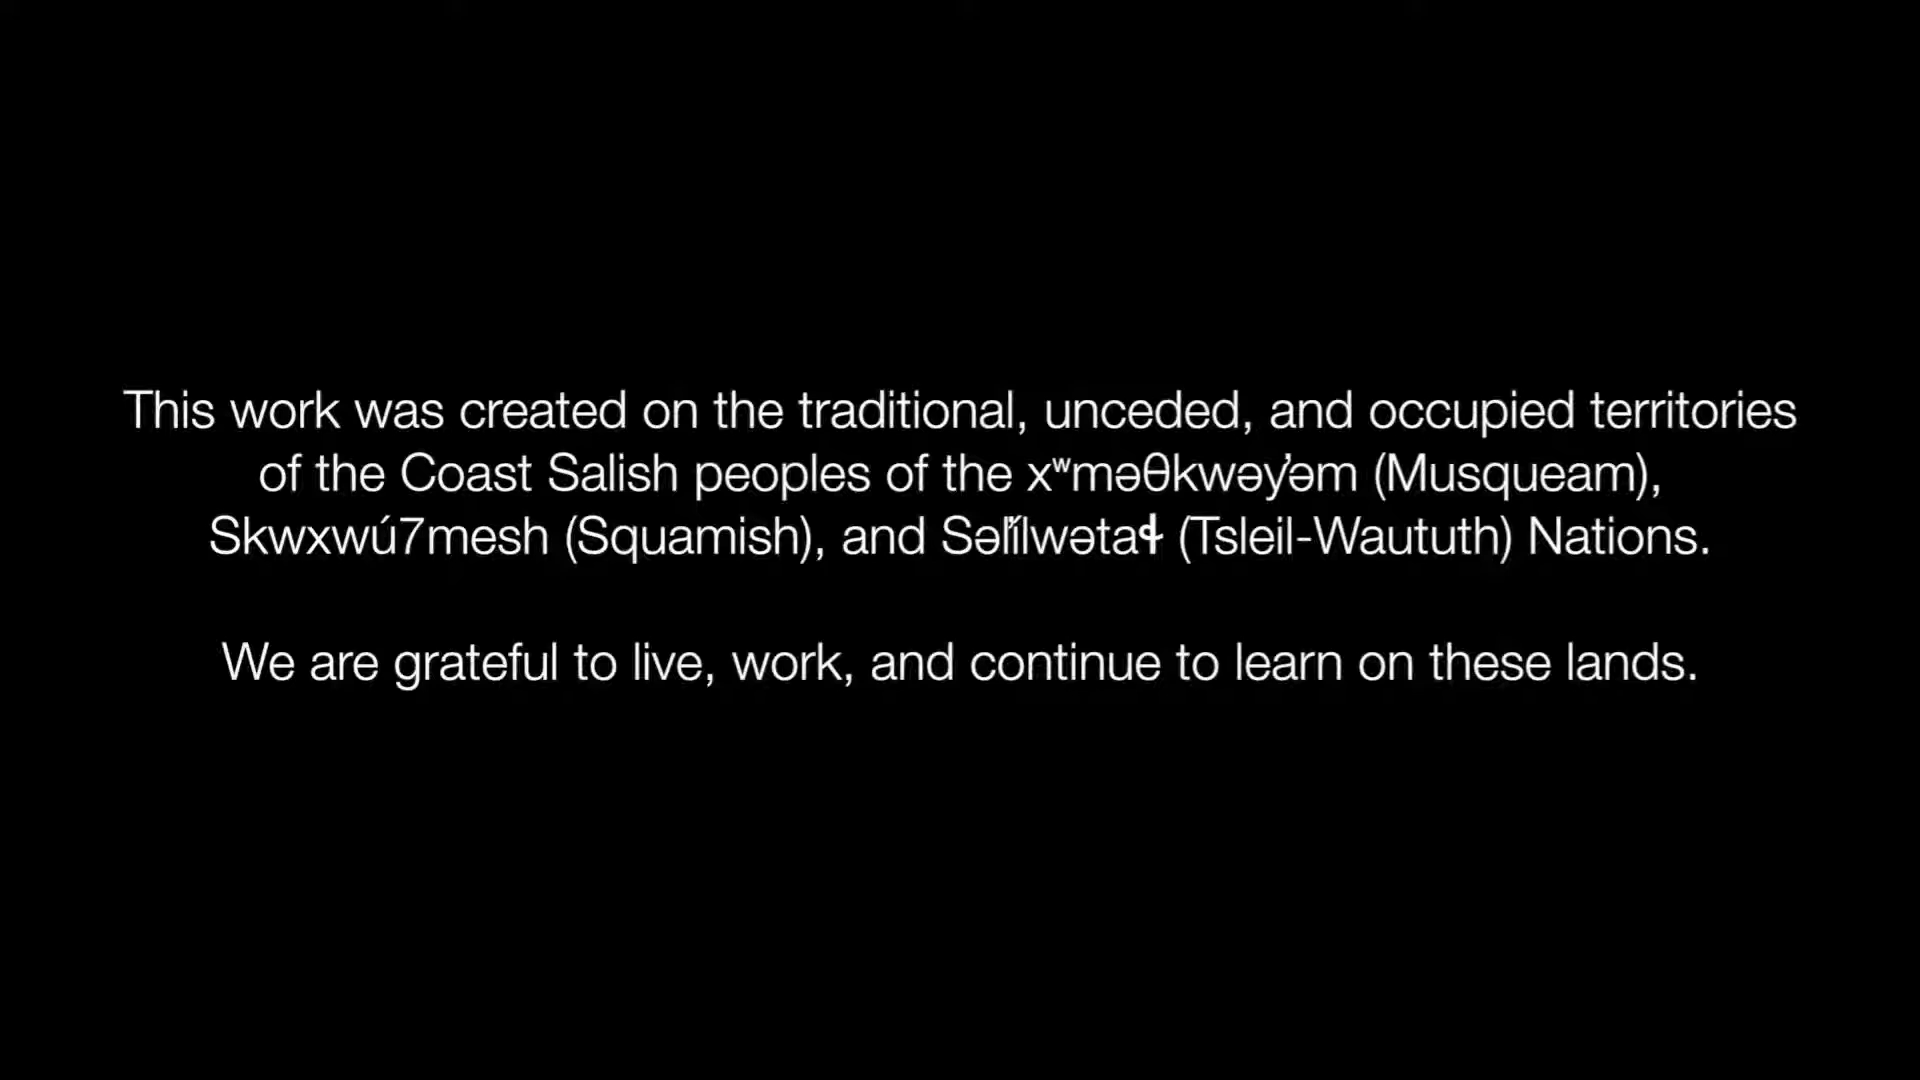 This work was created on the traditional, unceded, and occupied territories
of the Coast Salish peoples of the xʷməθkwəy̓əm (Musqueam),
Skwxwú7mesh (Squamish), and Səl̓ílwətaɬ (Tsleil-Waututh) Nations.
We are grateful to live, work, and continue to learn on these lands.